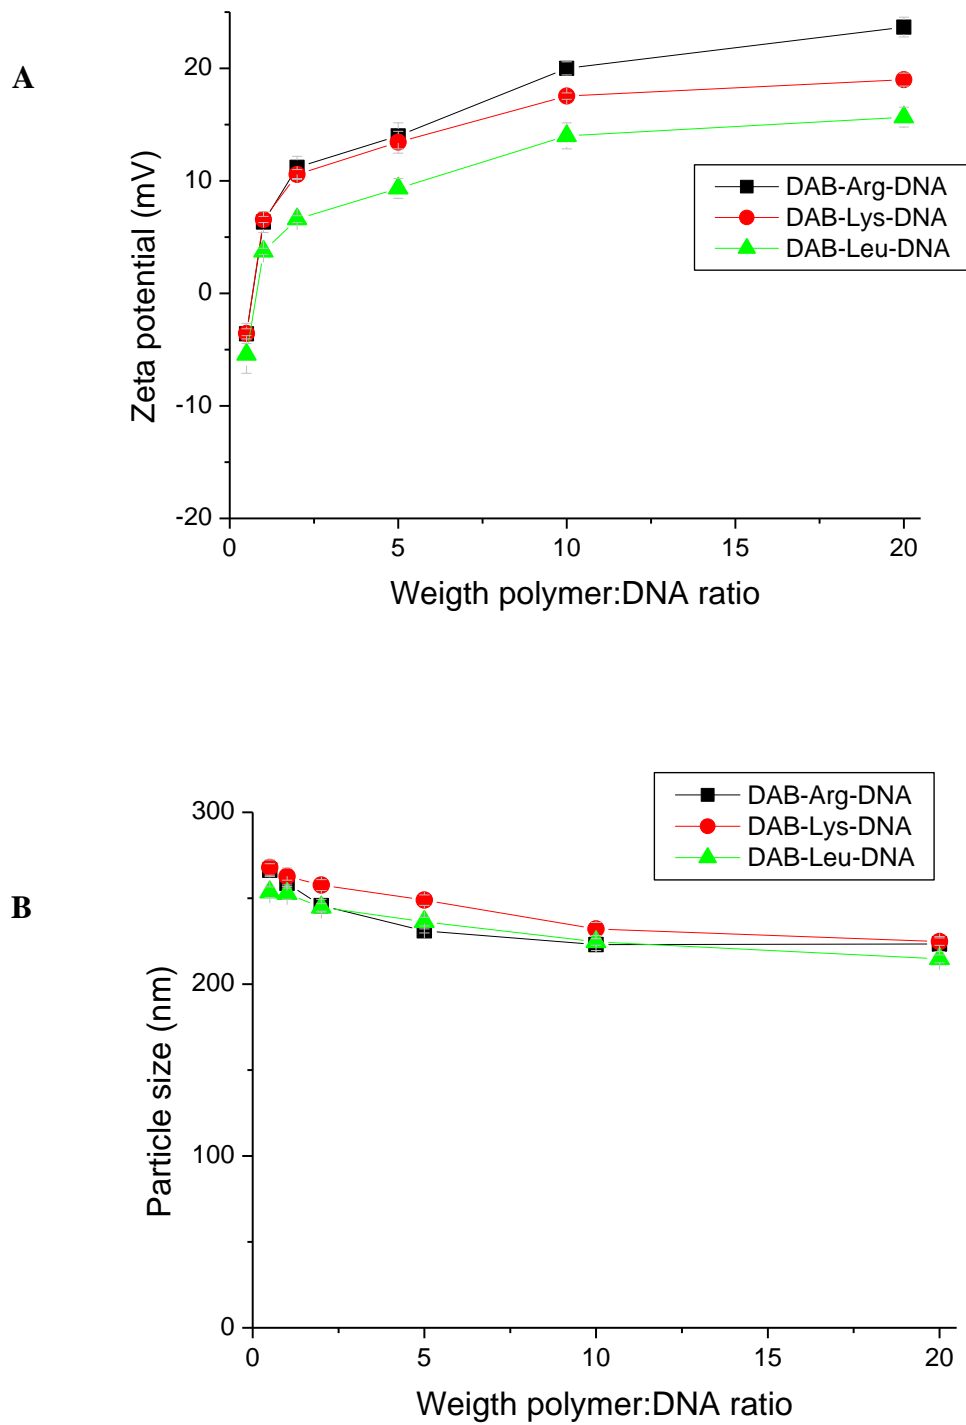 A
20
10
0
-10
-20
Zeta potential (mV)
DAB-Arg-DNA
DAB-Lys-DNA
DAB-Leu-DNA
0 5 10 15 20
Weigth polymer:DNA ratio
B
DAB-Arg-DNA
DAB-Lys-DNA
DAB-Leu-DNA
300
200
100
0
Particle size (nm)
0 5 10 15 20
Weigth polymer:DNA ratio